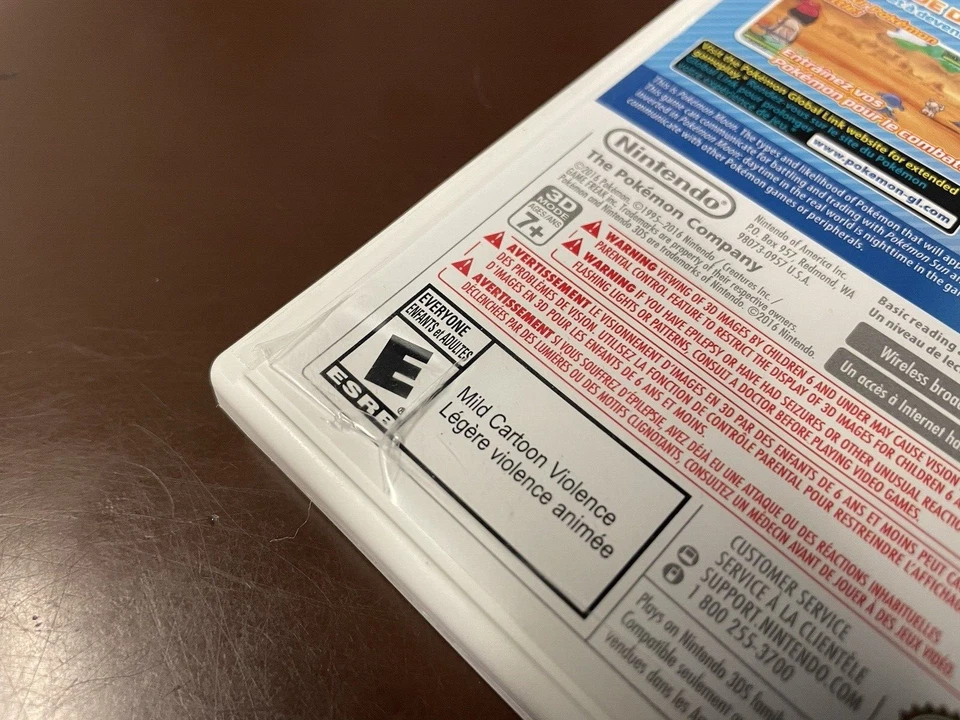 Pokémon
Entraînez vos
Pokémon pour le combat
Visit the Pokémon Global Link website for extended
gameplay.
www.pokemon-gl.com
This is Pokémon Moon. The types and likelihood of Pokémon that will
This game can communicate for battling and trading with Pokémon Sun
inverted in Pokémon Moon: daytime in the real world is nighttime in the
communicate with other Pokémon games or peripherals.
Nintendo®
The Pokémon Company
©2016 Pokémon. ©1995–2016 Nintendo / Creatures Inc. /
GAME FREAK inc. Trademarks are property of their respective owners.
Pokémon and Nintendo 3DS are trademarks of Nintendo. ©2016 Nintendo.
Nintendo of America Inc.
P.O. Box 957, Redmond, WA
98073-0957 U.S.A.
3D
MODE
AGES/ANS
7+
WARNING VIEWING OF 3D IMAGES BY CHILDREN 6 AND UNDER MAY CAUSE
PARENTAL CONTROL FEATURE TO RESTRICT THE DISPLAY OF 3D IMAGES FOR CHILDREN 6
WARNING IF YOU HAVE EPILEPSY OR HAVE HAD SEIZURES OR OTHER UNUSUAL
FLASHING LIGHTS OR PATTERNS, CONSULT A DOCTOR BEFORE PLAYING VIDEO GAMES.
AVERTISSEMENT LE VISIONNEMENT D'IMAGES EN 3D PAR DES ENFANTS DE 6 ANS ET MOINS PEUT
DES PROBLÈMES DE VISION. UTILISEZ LA FONCTION DE CONTRÔLE PARENTAL POUR RESTREINDRE L'AFFICHAGE
D'IMAGES EN 3D POUR LES ENFANTS DE 6 ANS ET MOINS.
AVERTISSEMENT SI VOUS SOUFFREZ D'ÉPILEPSIE, AVEZ DÉJÀ EU UNE ATTAQUE OU DES RÉACTIONS INHABITUELLES
DÉCLENCHÉES PAR DES LUMIÈRES OU DES MOTIFS CLIGNOTANTS, CONSULTEZ UN MÉDECIN AVANT DE JOUER À DES JEUX VIDÉO.
Basic reading
Un niveau de
Wireless
Un accès à Internet
EVERYONE
ENFANTS et ADULTES
E
ESRB
Mild Cartoon Violence
Légère violence animée
CUSTOMER SERVICE
SERVICE À LA CLIENTÈLE
SUPPORT.NINTENDO.COM
1 800 255-3700
Plays on Nintendo 3DS
Compatible seulement
vendues dans les